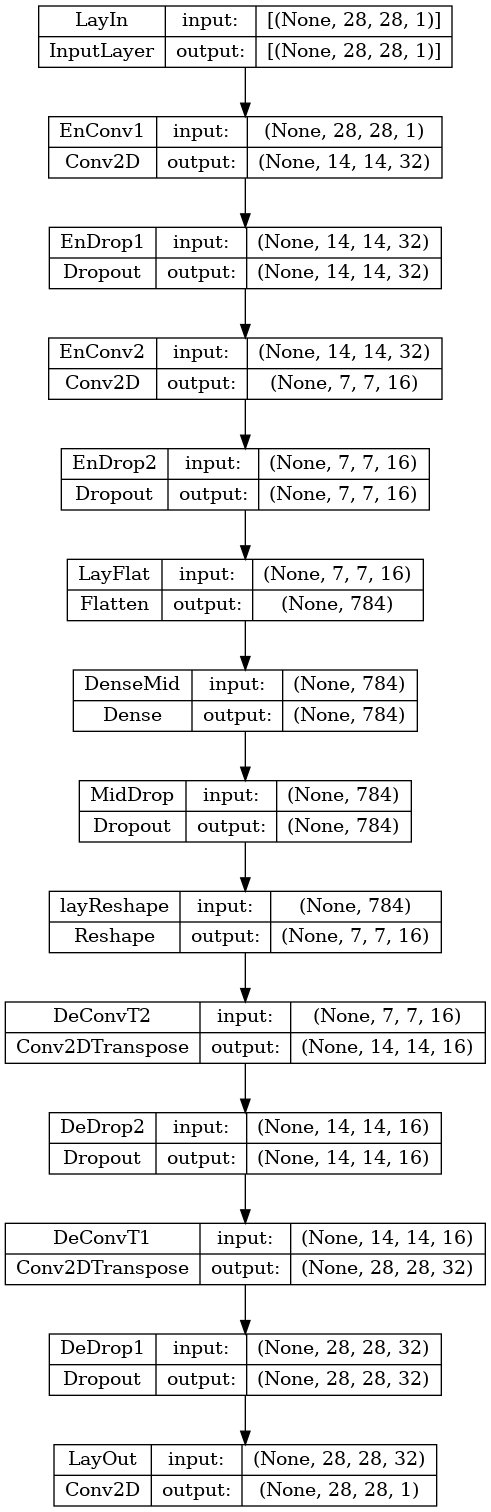 LayIn input: [(None, 28, 28, 1)]
InputLayer output: [(None, 28, 28, 1)]
EnConv1 input: (None, 28, 28, 1)
Conv2D output: (None, 14, 14, 32)
EnDrop1 input: (None, 14, 14, 32)
Dropout output: (None, 14, 14, 32)
EnConv2 input: (None, 14, 14, 32)
Conv2D output: (None, 7, 7, 16)
EnDrop2 input: (None, 7, 7, 16)
Dropout output: (None, 7, 7, 16)
LayFlat input: (None, 7, 7, 16)
Flatten output: (None, 784)
DenseMid input: (None, 784)
Dense output: (None, 784)
MidDrop input: (None, 784)
Dropout output: (None, 784)
layReshape input: (None, 784)
Reshape output: (None, 7, 7, 16)
DeConvT2 input: (None, 7, 7, 16)
Conv2DTranspose output: (None, 14, 14, 16)
DeDrop2 input: (None, 14, 14, 16)
Dropout output: (None, 14, 14, 16)
DeConvT1 input: (None, 14, 14, 16)
Conv2DTranspose output: (None, 28, 28, 32)
DeDrop1 input: (None, 28, 28, 32)
Dropout output: (None, 28, 28, 32)
LayOut input: (None, 28, 28, 32)
Conv2D output: (None, 28, 28, 1)